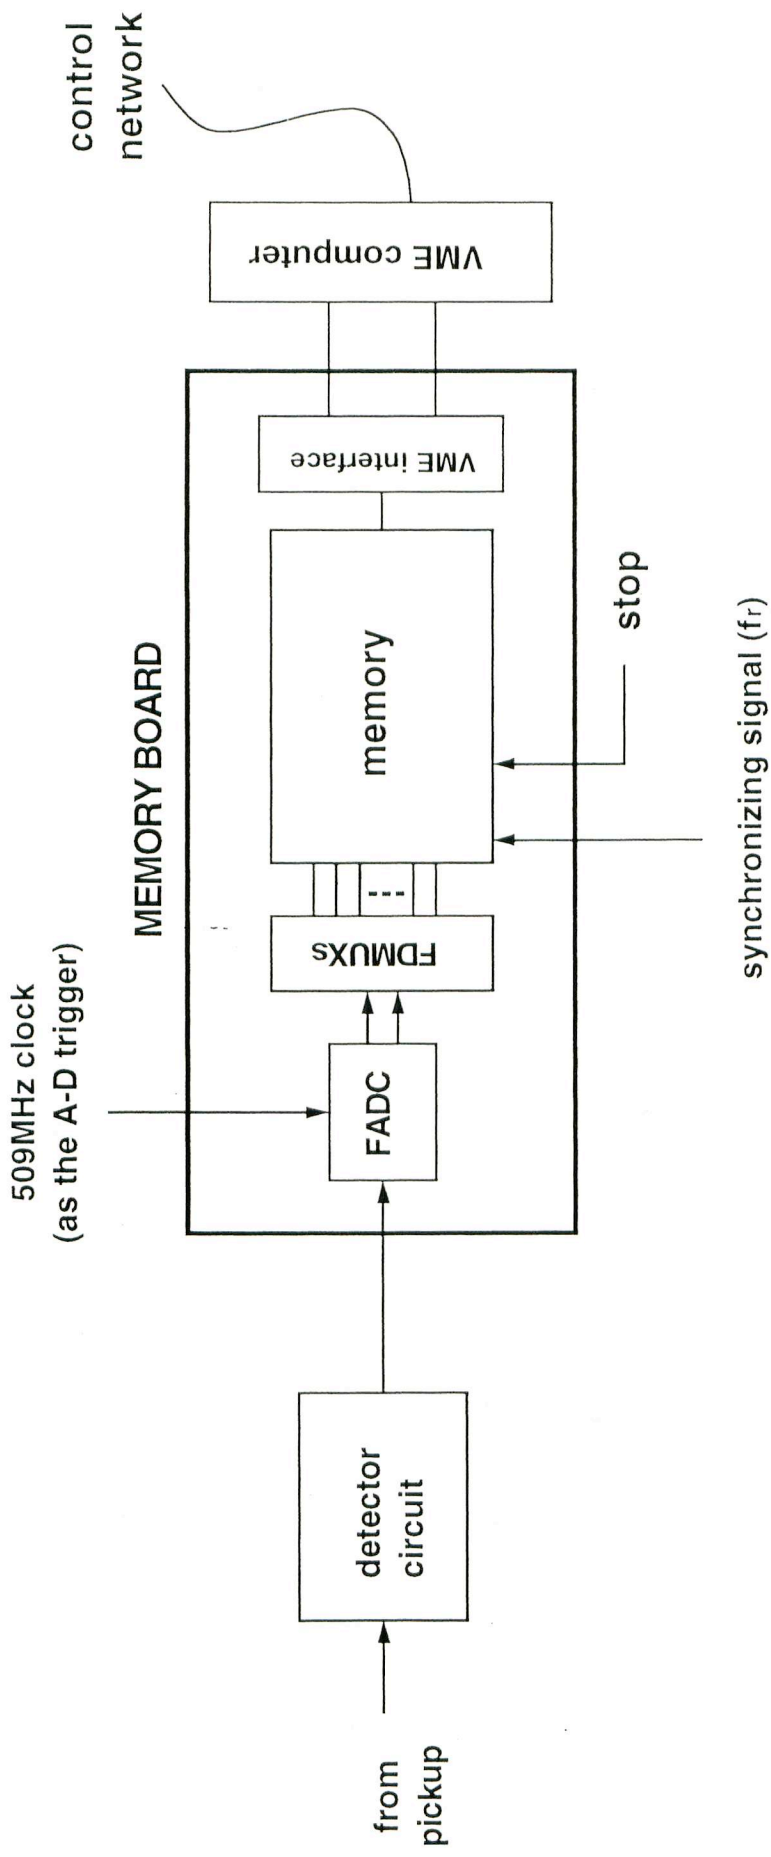 509MHz clock
(as the A-D trigger)
control
network
MEMORY BOARD
from
pickup
detector
circuit
FADC
FDMUXs
memory
VME interface
VME computer
stop
synchronizing signal (fr)